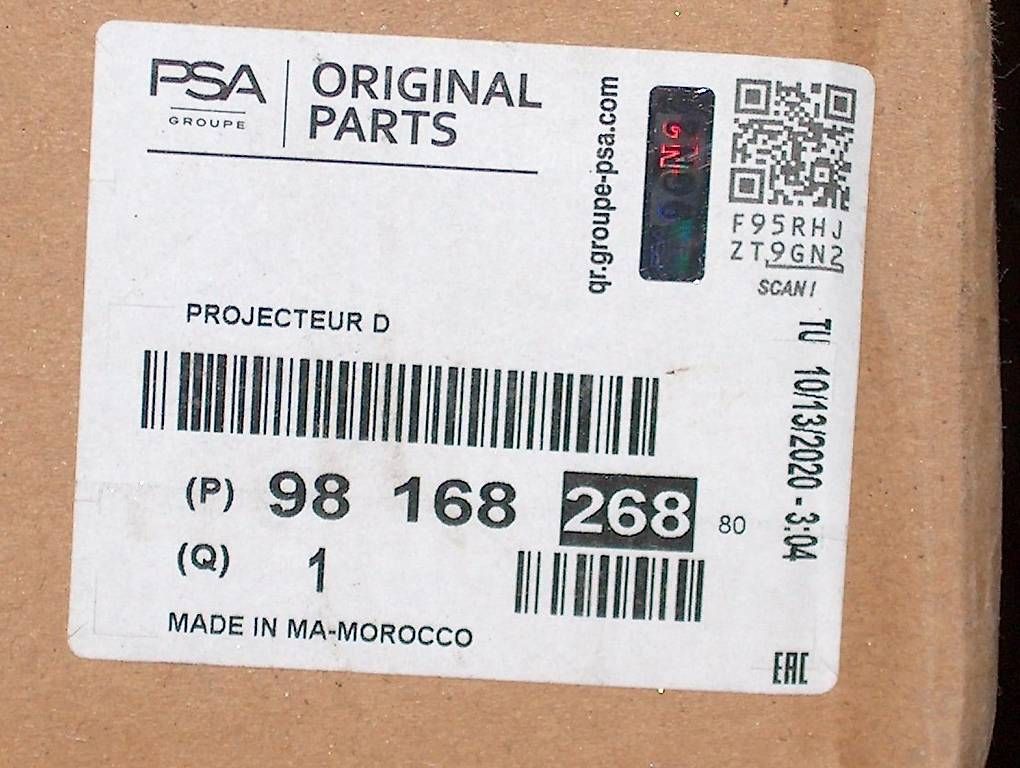 PSA
GROUPE
ORIGINAL
PARTS
qr.groupe-psa.com
9GN2
F95RHJ
ZT9GN2
SCAN!
PROJECTEUR D
TU 10/13/2020 - 3:04
(P) 98 168 268 80
(Q) 1
MADE IN MA-MOROCCO
EAC